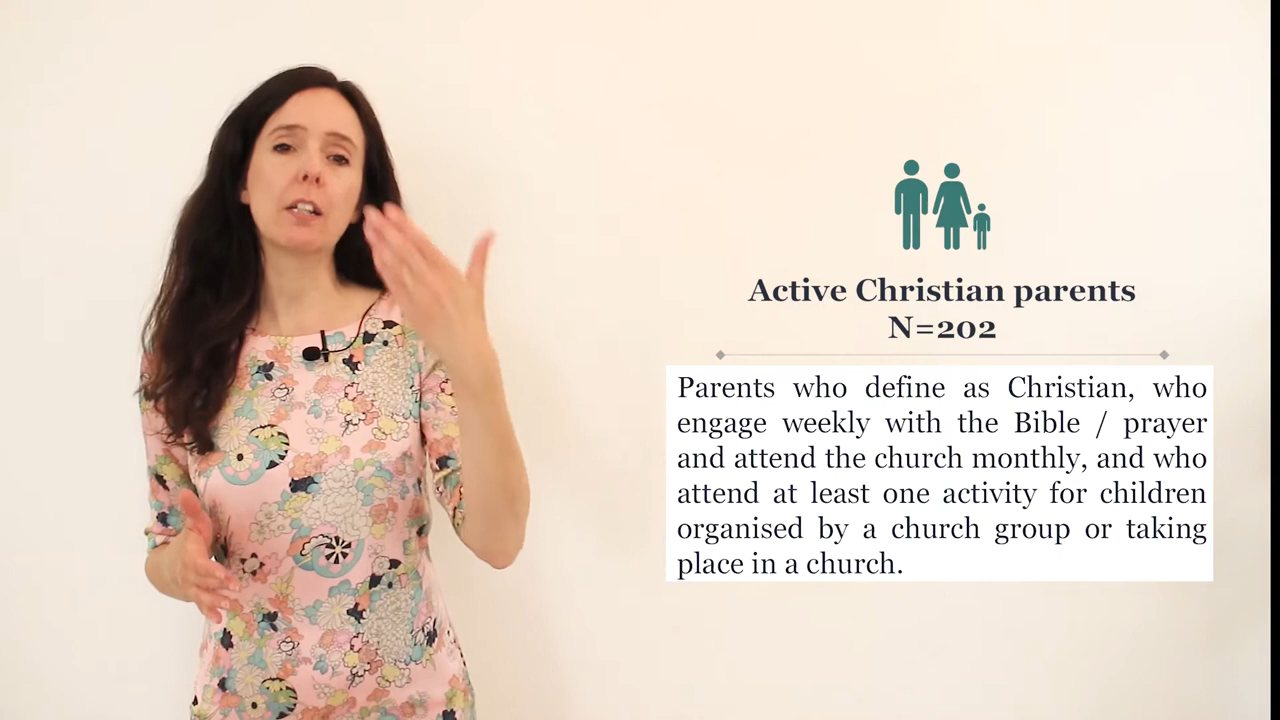 Active Christian parents
N=202
Parents who define as Christian, who
engage weekly with the Bible / prayer
and attend the church monthly, and who
attend at least one activity for children
organised by a church group or taking
place in a church.